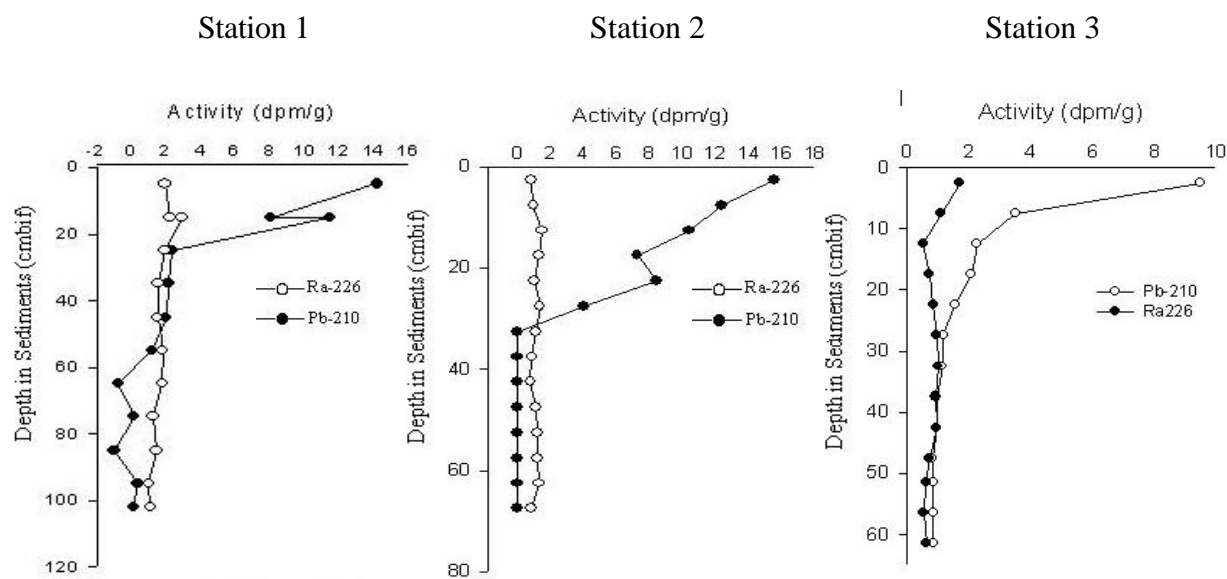 Station 1
Station 2
Station 3
Activity (dpm/g)
-2 0 2 4 6 8 10 12 14 16
0
20
40
60
80
100
120
Depth in Sediments (cmbif)
Ra-226
Pb-210
Activity (dpm/g)
0 2 4 6 8 10 12 14 16 18
0
20
40
60
80
Depth in Sediments (cmbif)
Ra-226
Pb-210
Activity (dpm/g)
0 2 4 6 8 10
0
10
20
30
40
50
60
Depth in Sediments (cmbif)
Pb-210
Ra226